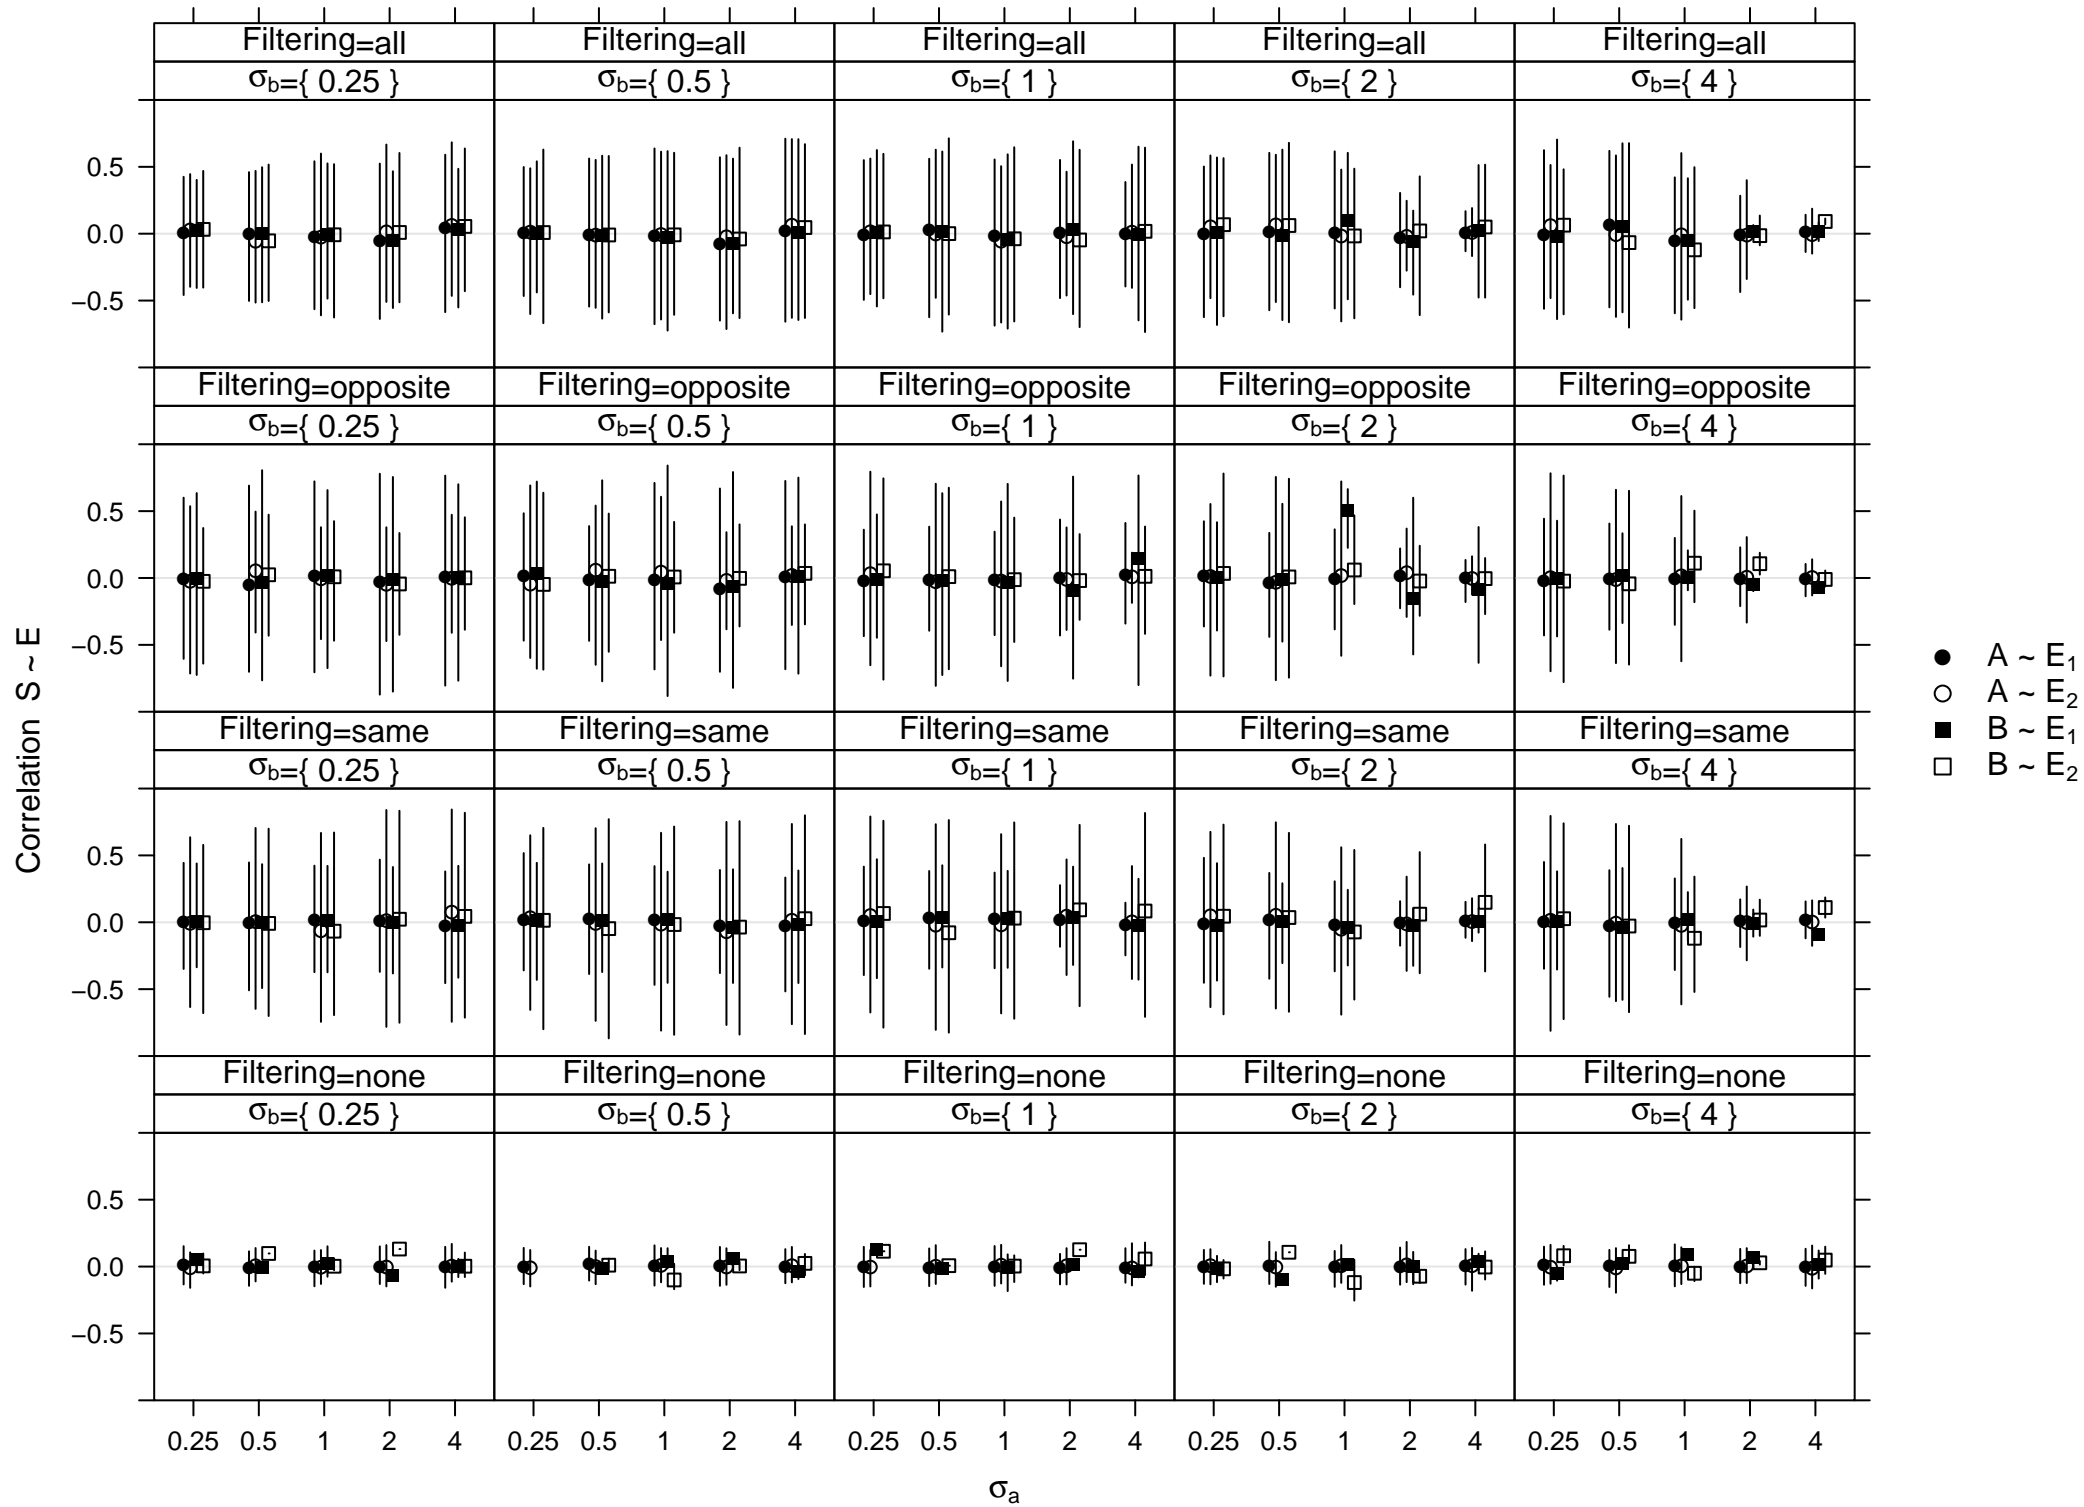 Filtering=all Filtering=all Filtering=all Filtering=all Filtering=all
σb={ 0.25 } σb={ 0.5 } σb={ 1 } σb={ 2 } σb={ 4 }
0.5
0.0
−0.5
Filtering=opposite Filtering=opposite Filtering=opposite Filtering=opposite Filtering=opposite
σb={ 0.25 } σb={ 0.5 } σb={ 1 } σb={ 2 } σb={ 4 }
0.5
0.0
−0.5
Filtering=same Filtering=same Filtering=same Filtering=same Filtering=same
σb={ 0.25 } σb={ 0.5 } σb={ 1 } σb={ 2 } σb={ 4 }
0.5
0.0
−0.5
Filtering=none Filtering=none Filtering=none Filtering=none Filtering=none
σb={ 0.25 } σb={ 0.5 } σb={ 1 } σb={ 2 } σb={ 4 }
0.5
0.0
−0.5
0.25 0.5 1 2 4 0.25 0.5 1 2 4 0.25 0.5 1 2 4 0.25 0.5 1 2 4 0.25 0.5 1 2 4
σa
Correlation S ~ E
A ~ E1
A ~ E2
B ~ E1
B ~ E2